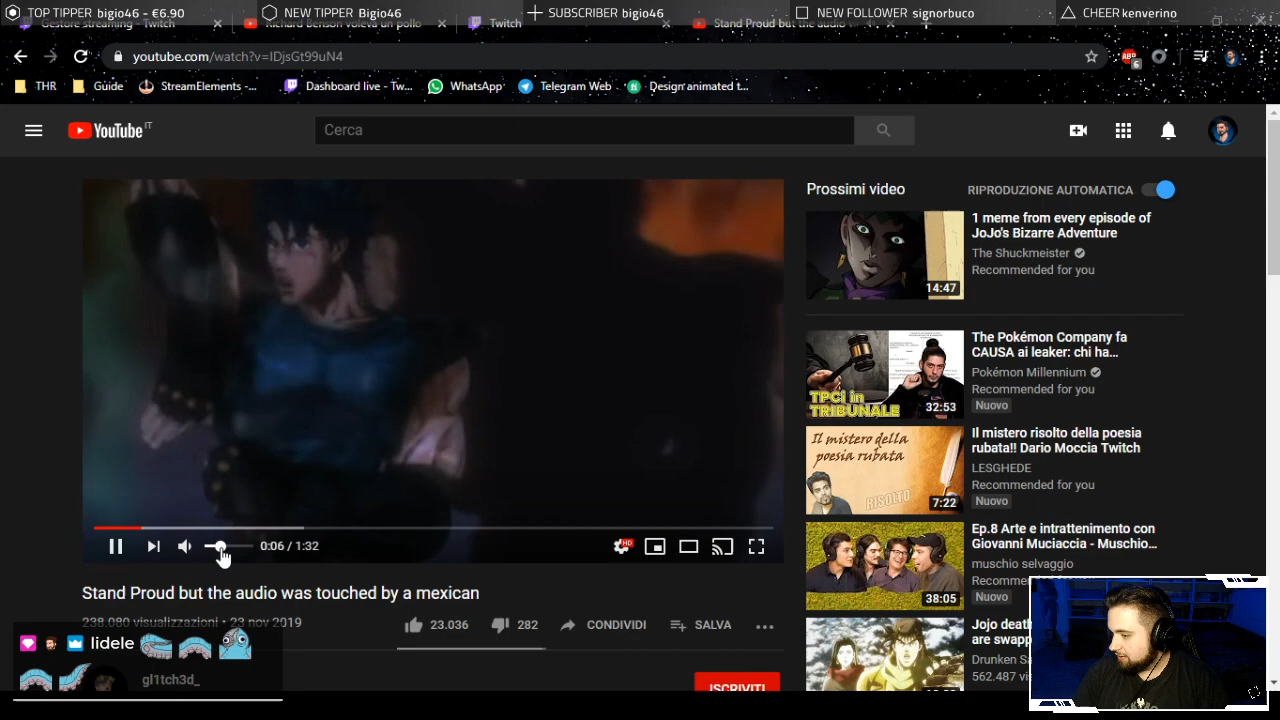 TOP TIPPER bigio46 - €6.90
NEW TIPPER Bigio46
SUBSCRIBER bigio46
NEW FOLLOWER signorbuco
CHEER kenverino
Gestore streaming - Twitch
Richard Benson voleva un pollo
Twitch
Stand Proud but the audio w
youtube.com/watch?v=IDjsGt99uN4
6
THR
Guide
StreamElements -...
Dashboard live - Tw...
WhatsApp
Telegram Web
fi
Design animated t...
YouTube IT
Cerca
Prossimi video
RIPRODUZIONE AUTOMATICA
1 meme from every episode of
JoJo's Bizarre Adventure
The Shuckmeister
Recommended for you
14:47
The Pokémon Company fa
CAUSA ai leaker: chi ha...
Pokémon Millennium
Recommended for you
Nuovo
TPCi in
TRIBUNALE
32:53
Il mistero risolto della poesia
rubata!! Dario Moccia Twitch
LESGHEDE
Recommended for you
Nuovo
Il mistero della
poesia rubata
RISOLTO
7:22
Ep.8 Arte e intrattenimento con
Giovanni Muciaccia - Muschio...
muschio selvaggio
Recomme
Nuovo
38:05
Jojo death
are swapp
Drunken Sa
562.487 vi
0:06 / 1:32
HD
Stand Proud but the audio was touched by a mexican
238.080 visualizzazioni • 23 nov 2019
23.036
282
CONDIVIDI
SALVA
ISCRIVITI
lidele
gl1tch3d_